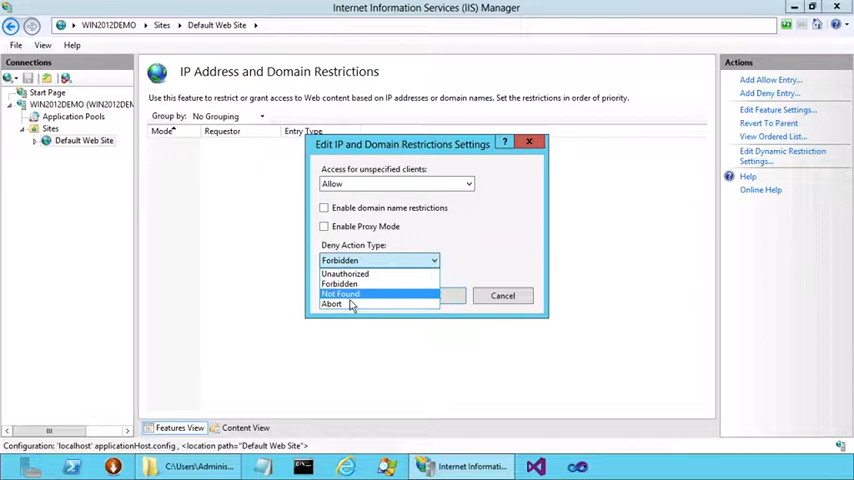 Internet Information Services (IIS) Manager
WIN2012DEMO Sites Default Web Site
File View Help
Connections
Start Page
WIN2012DEMO (WIN2012DEM
Application Pools
Sites
Default Web Site
IP Address and Domain Restrictions
Use this feature to restrict or grant access to Web content based on IP addresses or domain names. Set the restrictions in order of priority.
Group by: No Grouping
Mode Requestor Entry Type
Edit IP and Domain Restrictions Settings ?
Access for unspecified clients:
Allow
Enable domain name restrictions
Enable Proxy Mode
Deny Action Type:
Forbidden
Unauthorized
Forbidden
Not Found
Abort
Cancel
Actions
Add Allow Entry...
Add Deny Entry...
Edit Feature Settings...
Revert To Parent
View Ordered List...
Edit Dynamic Restriction
Settings...
Help
Online Help
Features View Content View
Configuration: 'localhost' applicationHost.config , <location path="Default Web Site">
C:\Users\Adminis... Internet Informati...